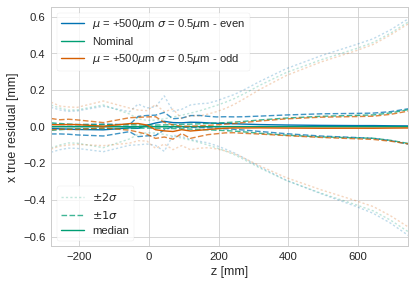 0.6
0.4
0.2
0.0
−0.2
−0.4
−0.6
x true residual [mm]
μ = +500μm σ = 0.5μm - even
Nominal
μ = +500μm σ = 0.5μm - odd
±2σ
±1σ
median
−200
0
200
400
600
z [mm]